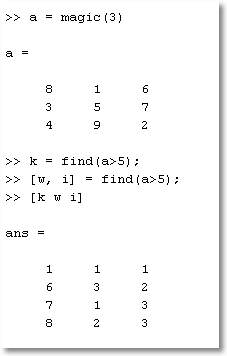 >> a = magic(3)
a =
8 1 6
3 5 7
4 9 2
>> k = find(a>5);
>> [w, i] = find(a>5);
>> [k w i]
ans =
1 1 1
6 3 2
7 1 3
8 2 3